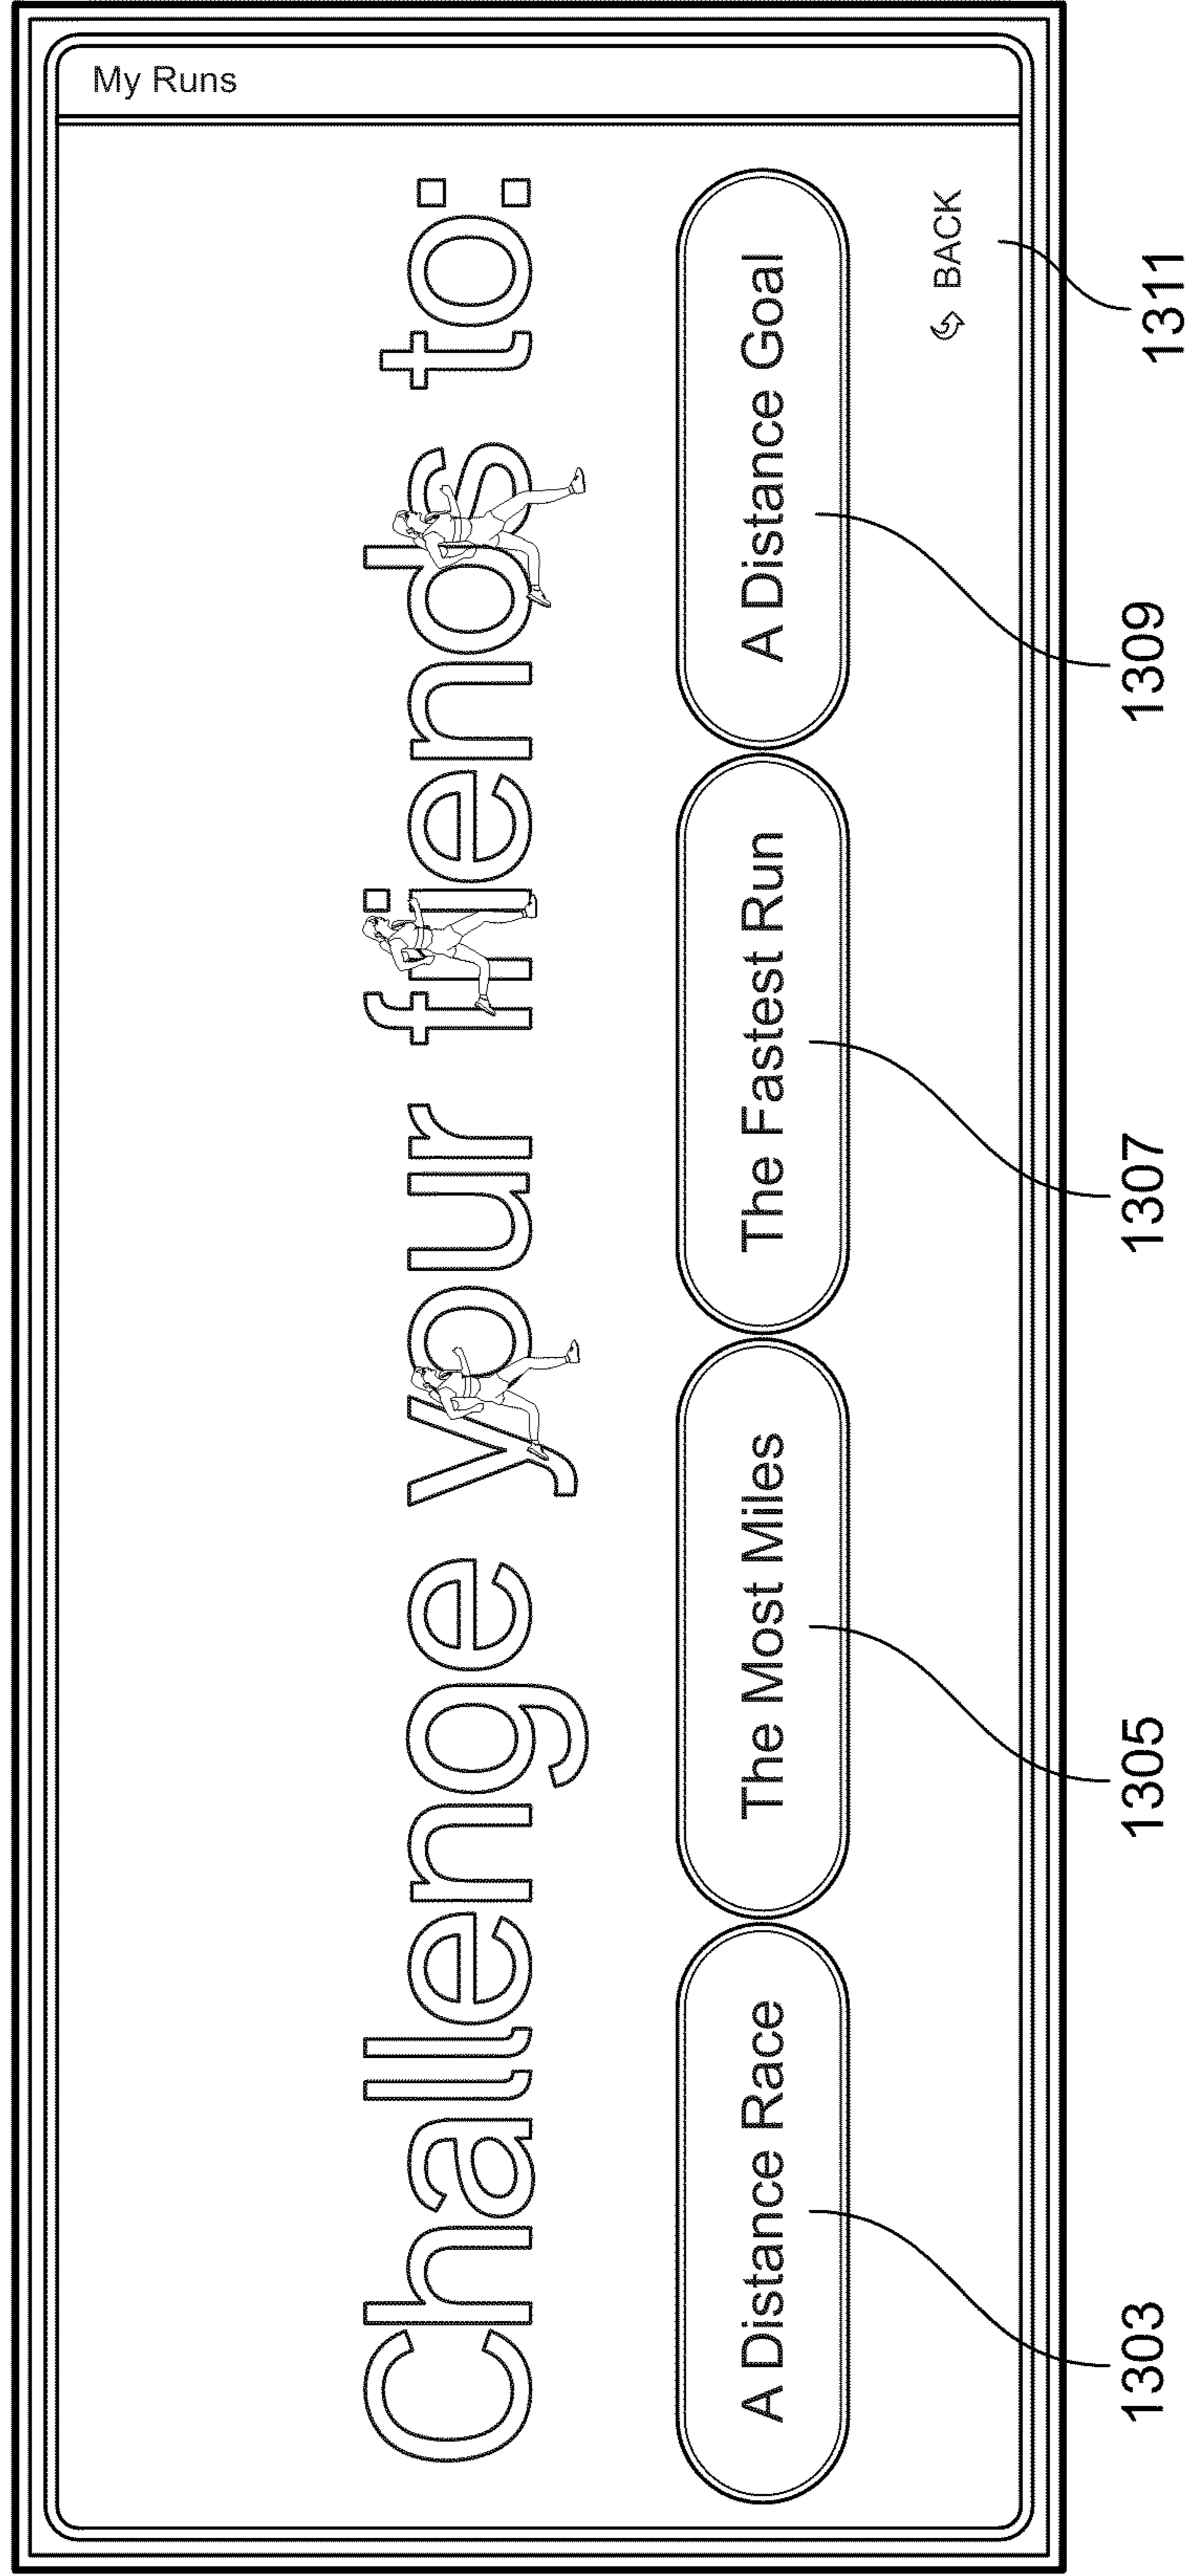 My Runs
Challenge your friends to:
A Distance Race
The Most Miles
The Fastest Run
A Distance Goal
BACK
1303
1305
1307
1309
1311